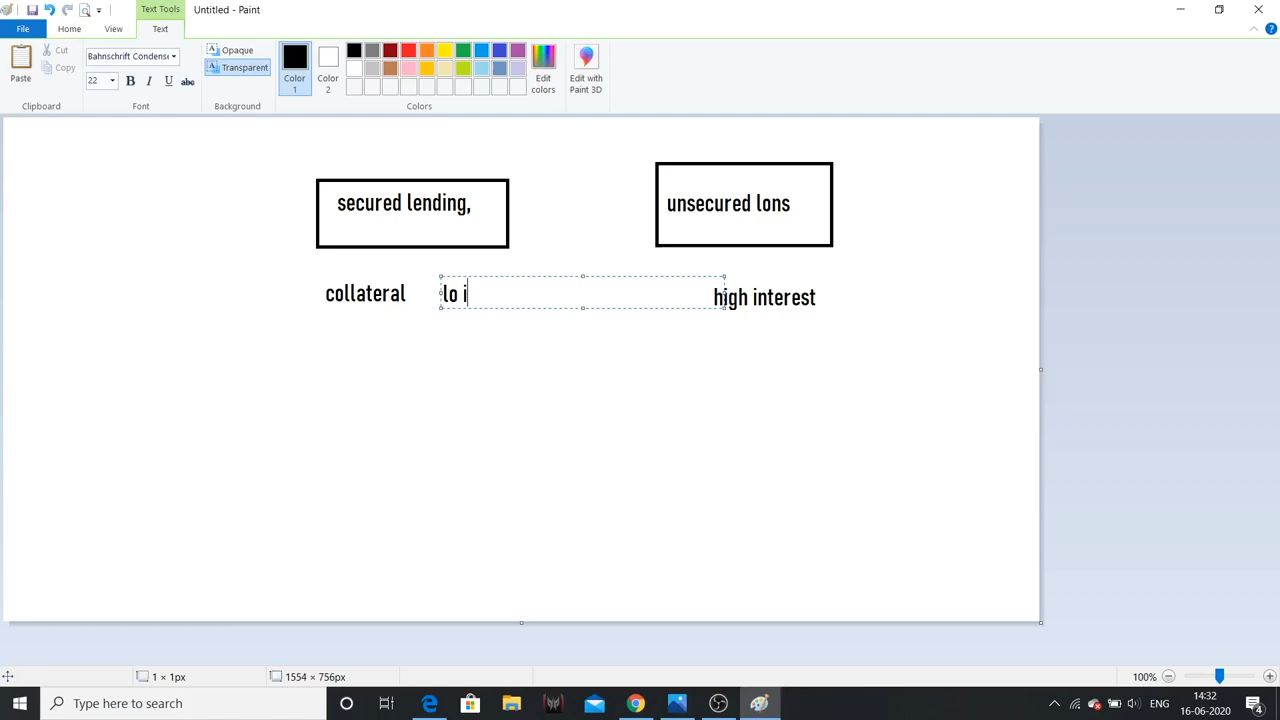 Text Tools
Untitled - Paint
File
Home
View
Text
Paste
Cut
Copy
Clipboard
Bahnschrift Condens
22
B I U abc
Font
Opaque
Transparent
Background
Color 1
Color 2
Edit colors
Colors
Edit with Paint 3D
secured lending,
unsecured lons
collateral
lo i
high interest
1 × 1px
1554 × 756px
100%
Type here to search
ENG
14:32
16-06-2020
4